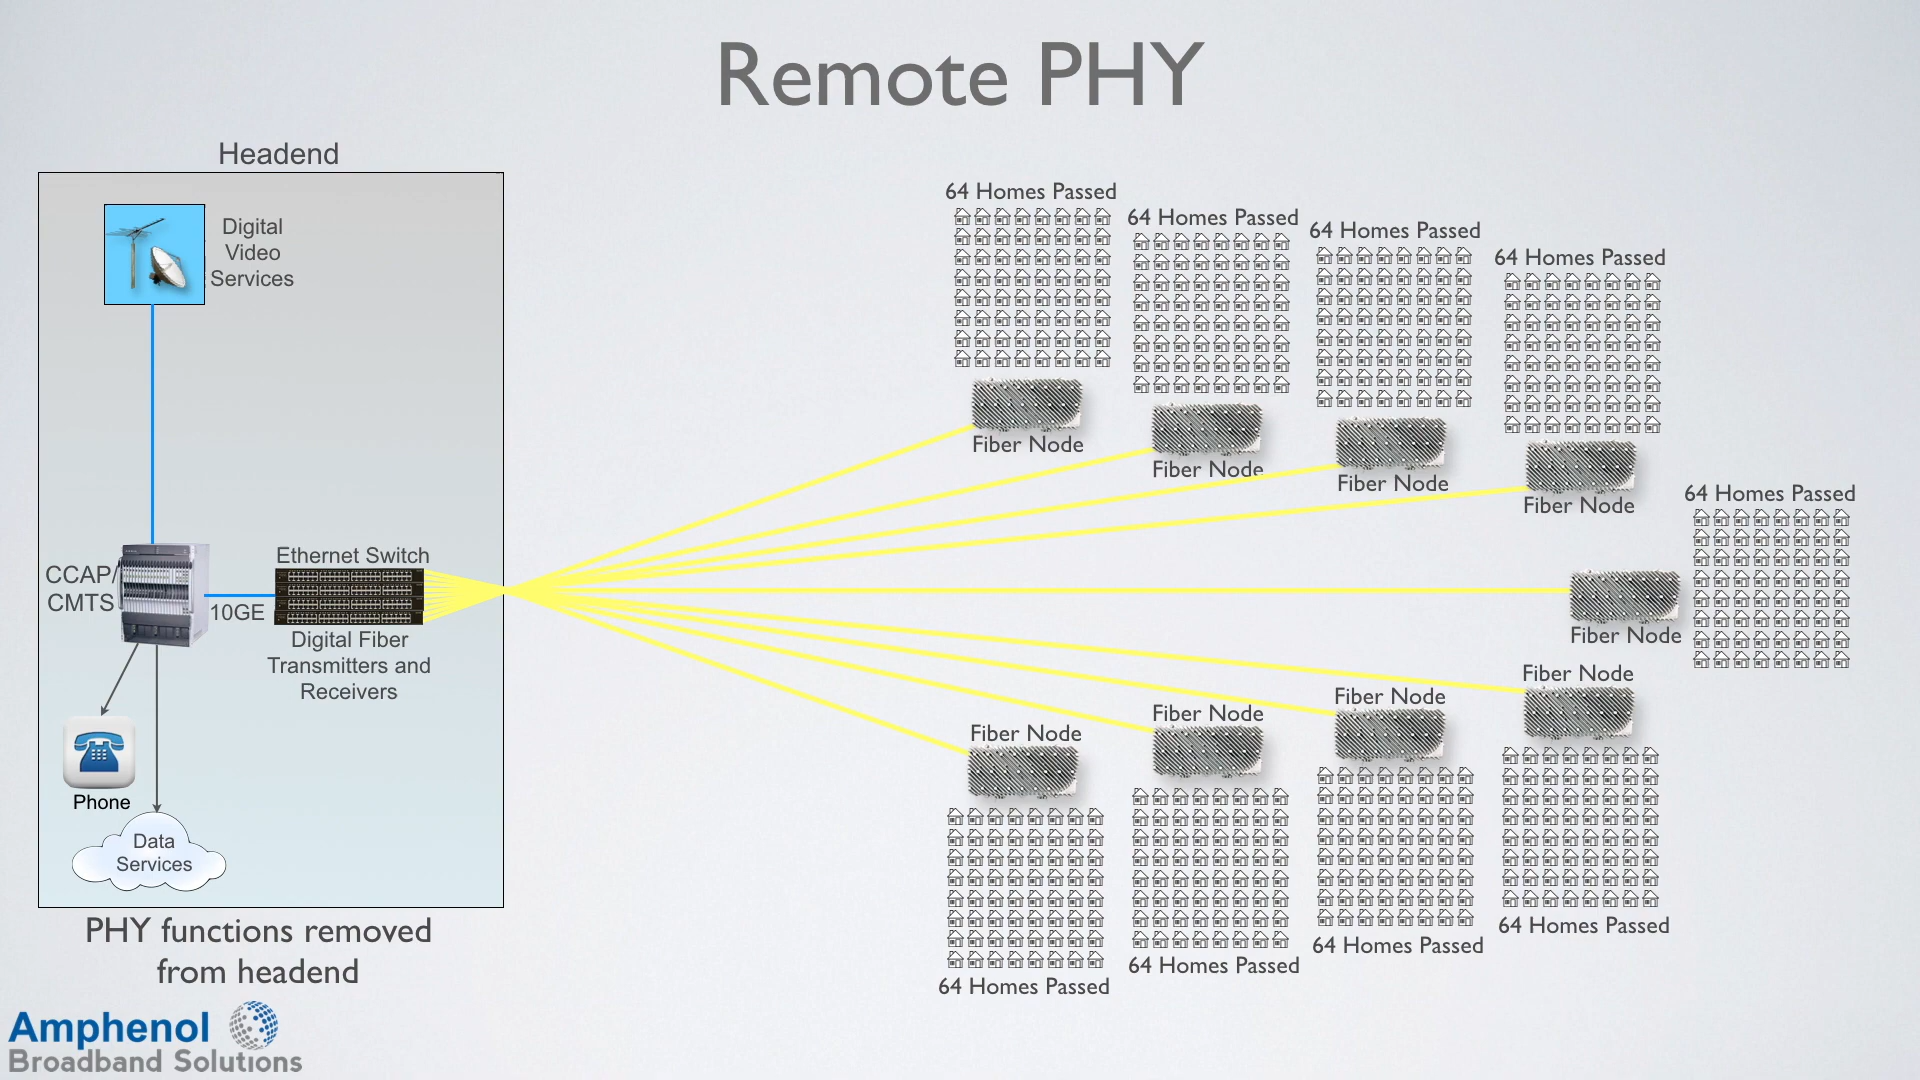 Remote PHY
Headend
Digital
Video
Services
CCAP/
CMTS
10GE
Ethernet Switch
Digital Fiber
Transmitters and
Receivers
Phone
Data
Services
PHY functions removed
from headend
64 Homes Passed
Fiber Node
64 Homes Passed
Fiber Node
64 Homes Passed
Fiber Node
64 Homes Passed
Fiber Node
64 Homes Passed
Fiber Node
Fiber Node
64 Homes Passed
Fiber Node
64 Homes Passed
Fiber Node
64 Homes Passed
Fiber Node
64 Homes Passed
Amphenol
Broadband Solutions